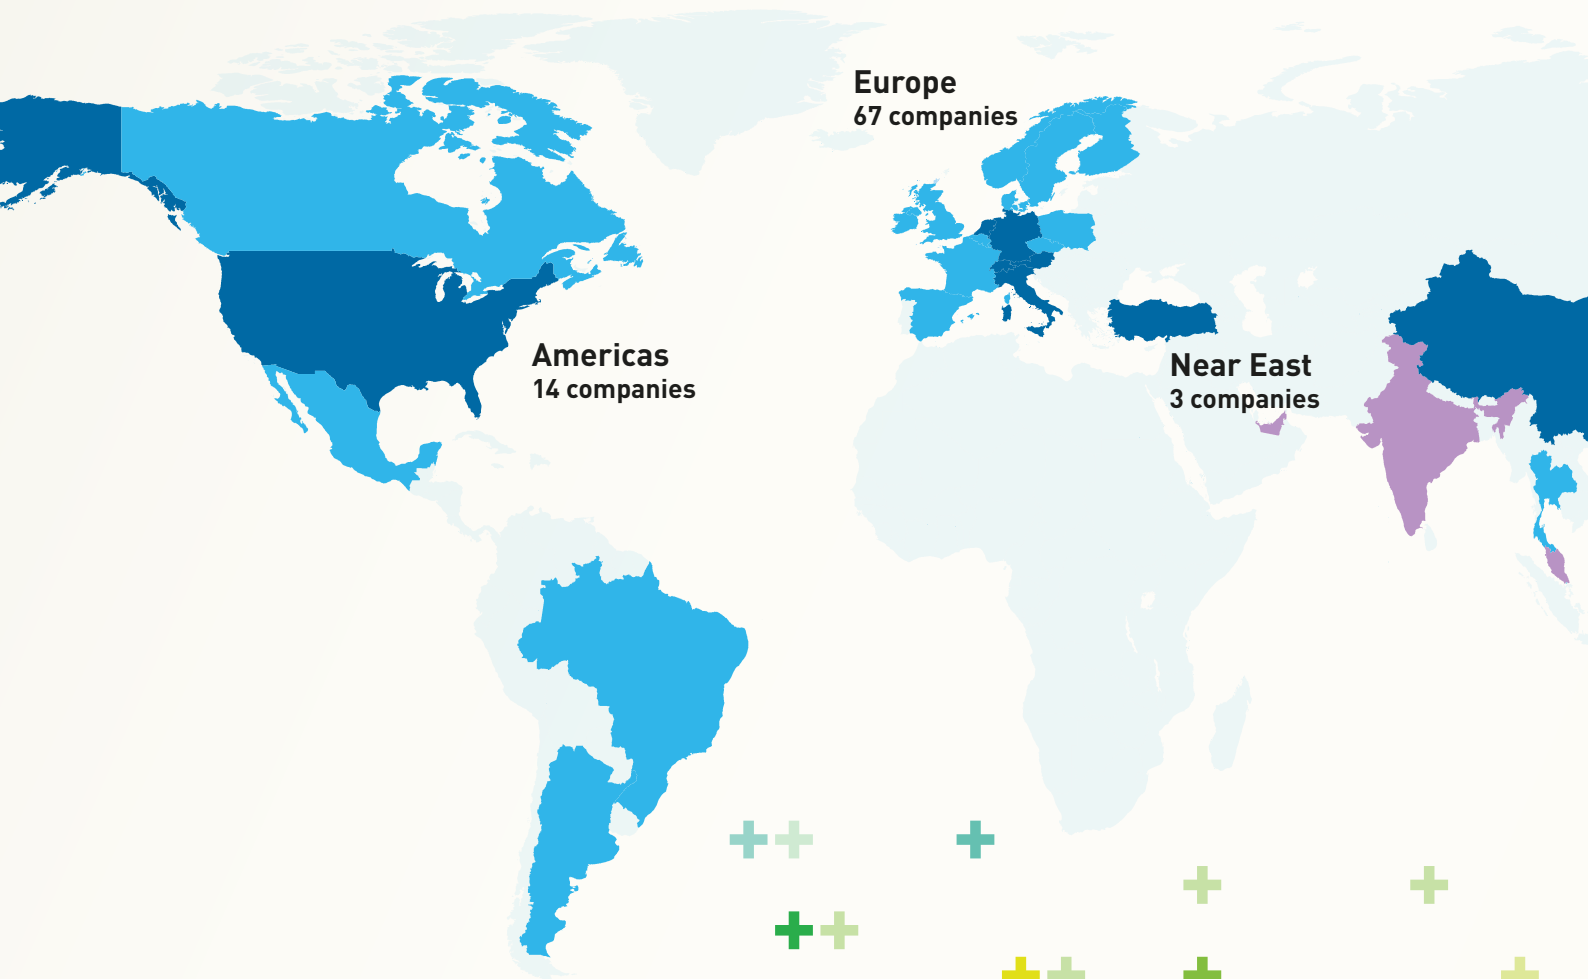 Europe
67 companies
Americas
14 companies
Near East
3 companies